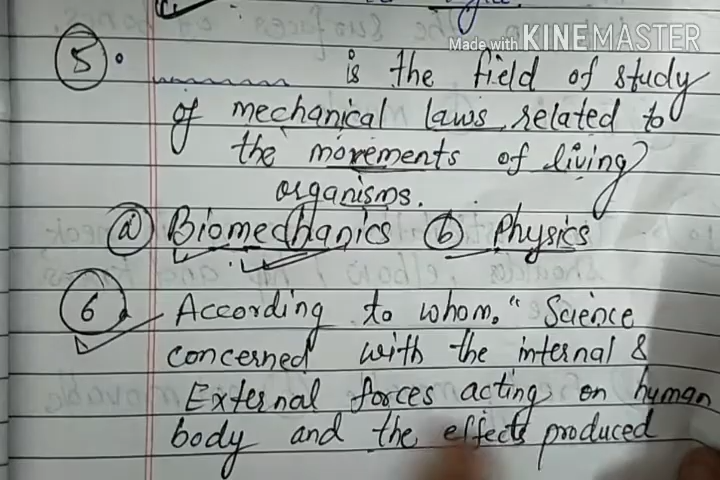 Made with KINEMASTER
5. ........ is the field of study
of mechanical laws related to
the movements of living
organisms.
a Biomechanics b Physics
6. According to whom. "Science
concerned with the internal &
External forces acting on human
body and the effects produced